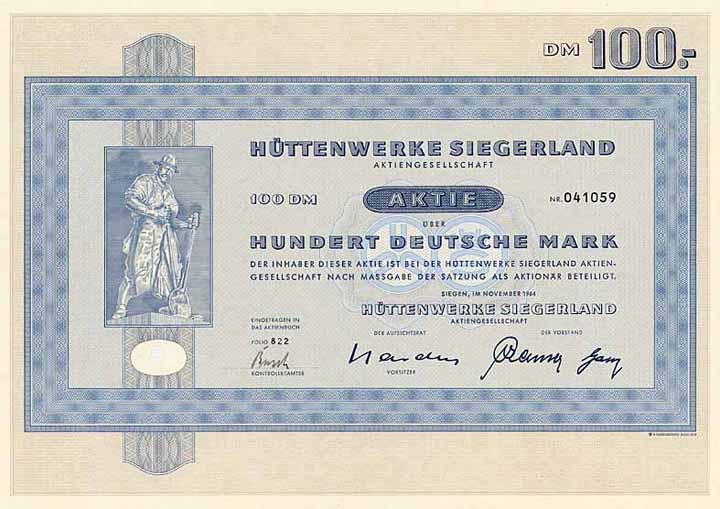 DM 100.-
HÜTTENWERKE SIEGERLAND
AKTIENGESELLSCHAFT
100 DM AKTIE NR. 041059
ÜBER
HUNDERT DEUTSCHE MARK
DER INHABER DIESER AKTIE IST BEI DER HÜTTENWERKE SIEGERLAND AKTIEN-
GESELLSCHAFT NACH MASSGABE DER SATZUNG ALS AKTIONÄR BETEILIGT.
SIEGEN, IM NOVEMBER 1964
HÜTTENWERKE SIEGERLAND
AKTIENGESELLSCHAFT
EINGETRAGEN IN
DAS AKTIENBUCH
FOLIO 822
KONTROLLBEAMTER
DER AUFSICHTSRAT
VORSITZER
DER VORSTAND